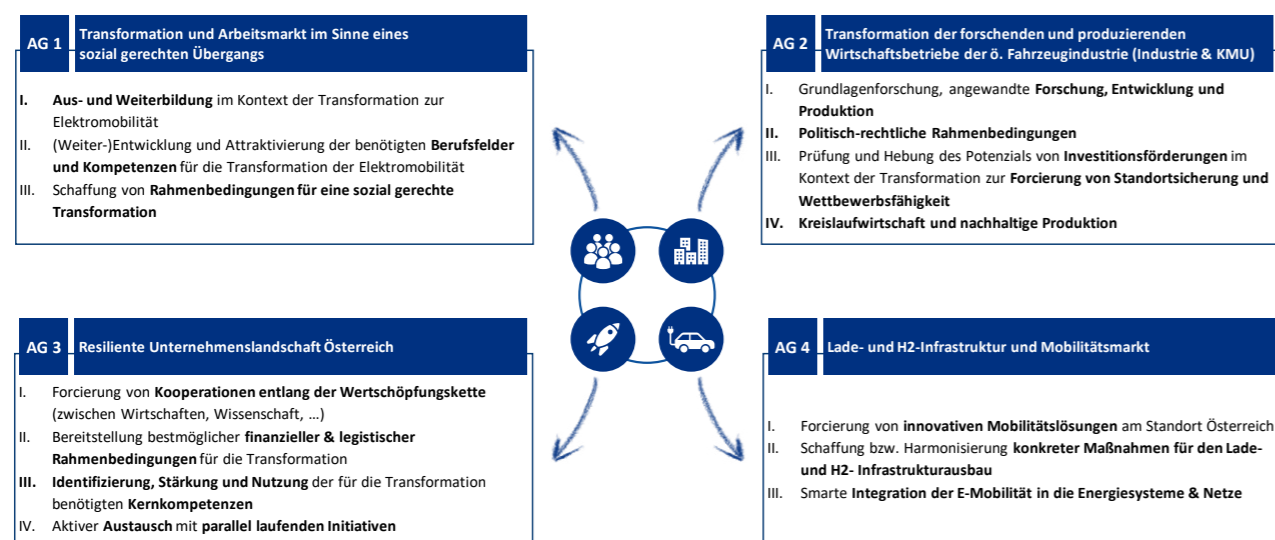 AG 1
Transformation und Arbeitsmarkt im Sinne eines
sozial gerechten Übergangs
I. Aus- und Weiterbildung im Kontext der Transformation zur
Elektromobilität
II. (Weiter-)Entwicklung und Attraktivierung der benötigten Berufsfelder
und Kompetenzen für die Transformation der Elektromobilität
III. Schaffung von Rahmenbedingungen für eine sozial gerechte
Transformation
AG 2
Transformation der forschenden und produzierenden
Wirtschaftsbetriebe der ö. Fahrzeugindustrie (Industrie & KMU)
I. Grundlagenforschung, angewandte Forschung, Entwicklung und
Produktion
II. Politisch-rechtliche Rahmenbedingungen
III. Prüfung und Hebung des Potenzials von Investitionsförderungen im
Kontext der Transformation zur Forcierung von Standortsicherung und
Wettbewerbsfähigkeit
IV. Kreislaufwirtschaft und nachhaltige Produktion
AG 3
Resiliente Unternehmenslandschaft Österreich
I. Forcierung von Kooperationen entlang der Wertschöpfungskette
(zwischen Wirtschaften, Wissenschaft, …)
II. Bereitstellung bestmöglicher finanzieller & legistischer
Rahmenbedingungen für die Transformation
III. Identifizierung, Stärkung und Nutzung der für die Transformation
benötigten Kernkompetenzen
IV. Aktiver Austausch mit parallel laufenden Initiativen
AG 4
Lade- und H2-Infrastruktur und Mobilitätsmarkt
I. Forcierung von innovativen Mobilitätslösungen am Standort Österreich
II. Schaffung bzw. Harmonisierung konkreter Maßnahmen für den Lade-
und H2- Infrastrukturausbau
III. Smarte Integration der E-Mobilität in die Energiesysteme & Netze